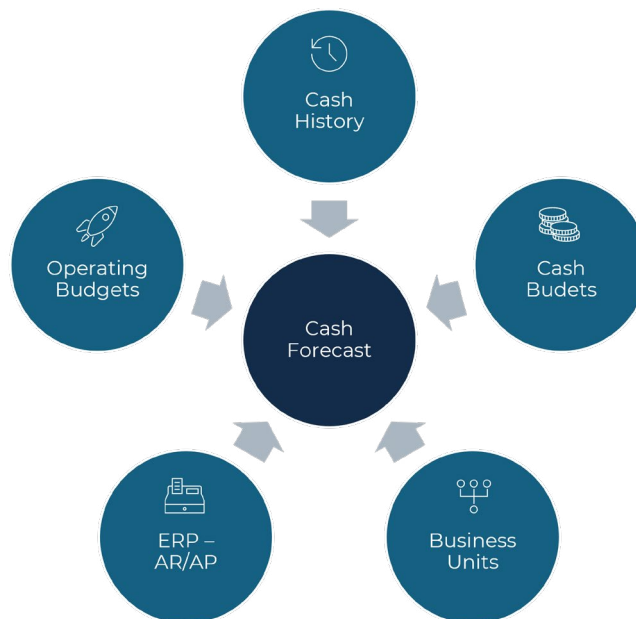 Cash
History
Operating
Budgets
Cash
Budets
Cash
Forecast
ERP –
AR/AP
Business
Units